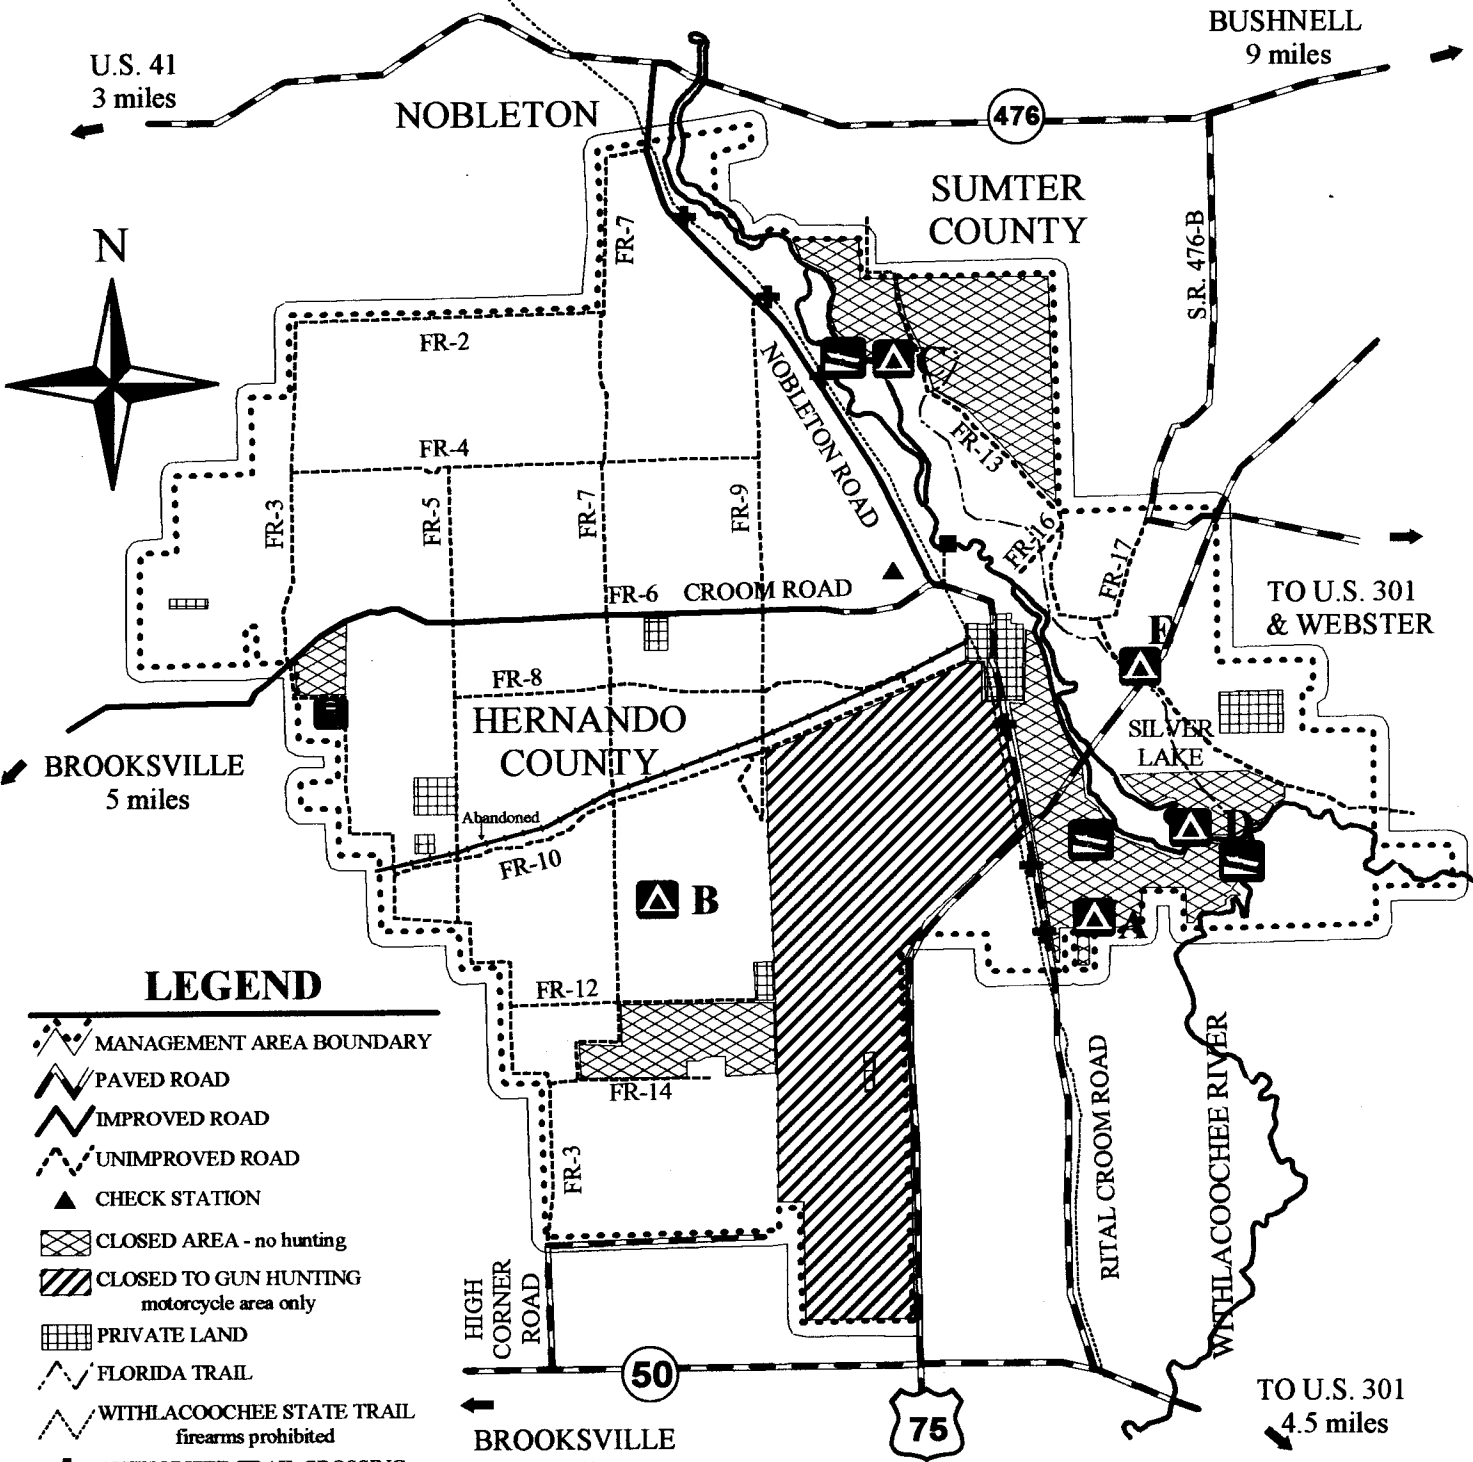 BUSHNELL
9 miles
U.S. 41
3 miles
NOBLETON
476
SUMTER
COUNTY
N
FR-7
S.R. 476-B
FR-2
C
NOBLETON ROAD
FR-4
FR-13
FR-3
FR-5
FR-7
FR-9
FR-16
FR-17
FR-6
CROOM ROAD
TO U.S. 301
& WEBSTER
E
FR-8
HERNANDO
COUNTY
SILVER
LAKE
BROOKSVILLE
5 miles
Abandoned
FR-10
D
B
A
FR-12
FR-14
FR-3
RITAL CROOM ROAD
WITHLACOOCHEE RIVER
LEGEND
MANAGEMENT AREA BOUNDARY
PAVED ROAD
IMPROVED ROAD
UNIMPROVED ROAD
CHECK STATION
CLOSED AREA - no hunting
CLOSED TO GUN HUNTING
motorcycle area only
PRIVATE LAND
FLORIDA TRAIL
WITHLACOOCHEE STATE TRAIL
firearms prohibited
HIGH
CORNER
ROAD
50
75
BROOKSVILLE
TO U.S. 301
4.5 miles